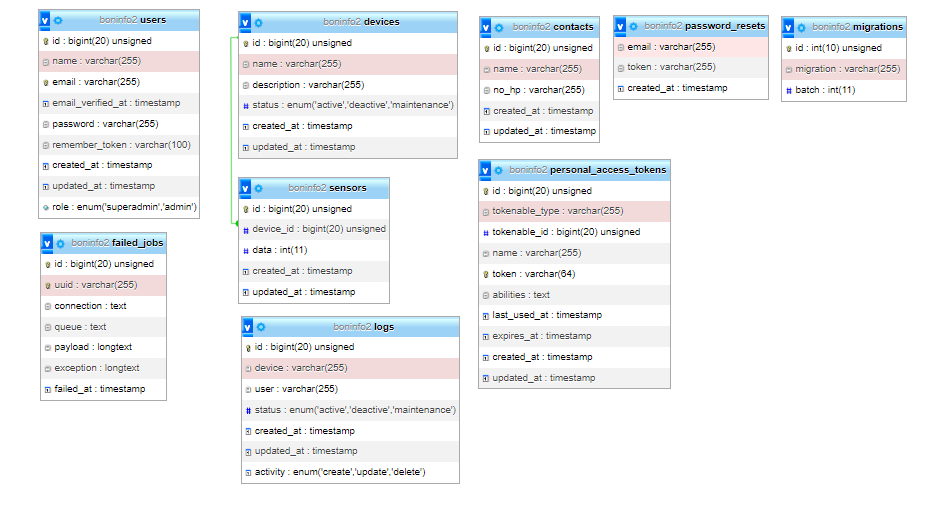 boninfo2 users
id : bigint(20) unsigned
name : varchar(255)
email : varchar(255)
email_verified_at : timestamp
password : varchar(255)
remember_token : varchar(100)
created_at : timestamp
updated_at : timestamp
role : enum('superadmin','admin')
boninfo2 failed_jobs
id : bigint(20) unsigned
uuid : varchar(255)
connection : text
queue : text
payload : longtext
exception : longtext
failed_at : timestamp
boninfo2 devices
id : bigint(20) unsigned
name : varchar(255)
description : varchar(255)
status : enum('active','deactive','maintenance')
created_at : timestamp
updated_at : timestamp
boninfo2 sensors
id : bigint(20) unsigned
device_id : bigint(20) unsigned
data : int(11)
created_at : timestamp
updated_at : timestamp
boninfo2 logs
id : bigint(20) unsigned
device : varchar(255)
user : varchar(255)
status : enum('active','deactive','maintenance')
created_at : timestamp
updated_at : timestamp
activity : enum('create','update','delete')
boninfo2 contacts
id : bigint(20) unsigned
name : varchar(255)
no_hp : varchar(255)
created_at : timestamp
updated_at : timestamp
boninfo2 password_resets
email : varchar(255)
token : varchar(255)
created_at : timestamp
boninfo2 migrations
id : int(10) unsigned
migration : varchar(255)
batch : int(11)
boninfo2 personal_access_tokens
id : bigint(20) unsigned
tokenable_type : varchar(255)
tokenable_id : bigint(20) unsigned
name : varchar(255)
token : varchar(64)
abilities : text
last_used_at : timestamp
expires_at : timestamp
created_at : timestamp
updated_at : timestamp